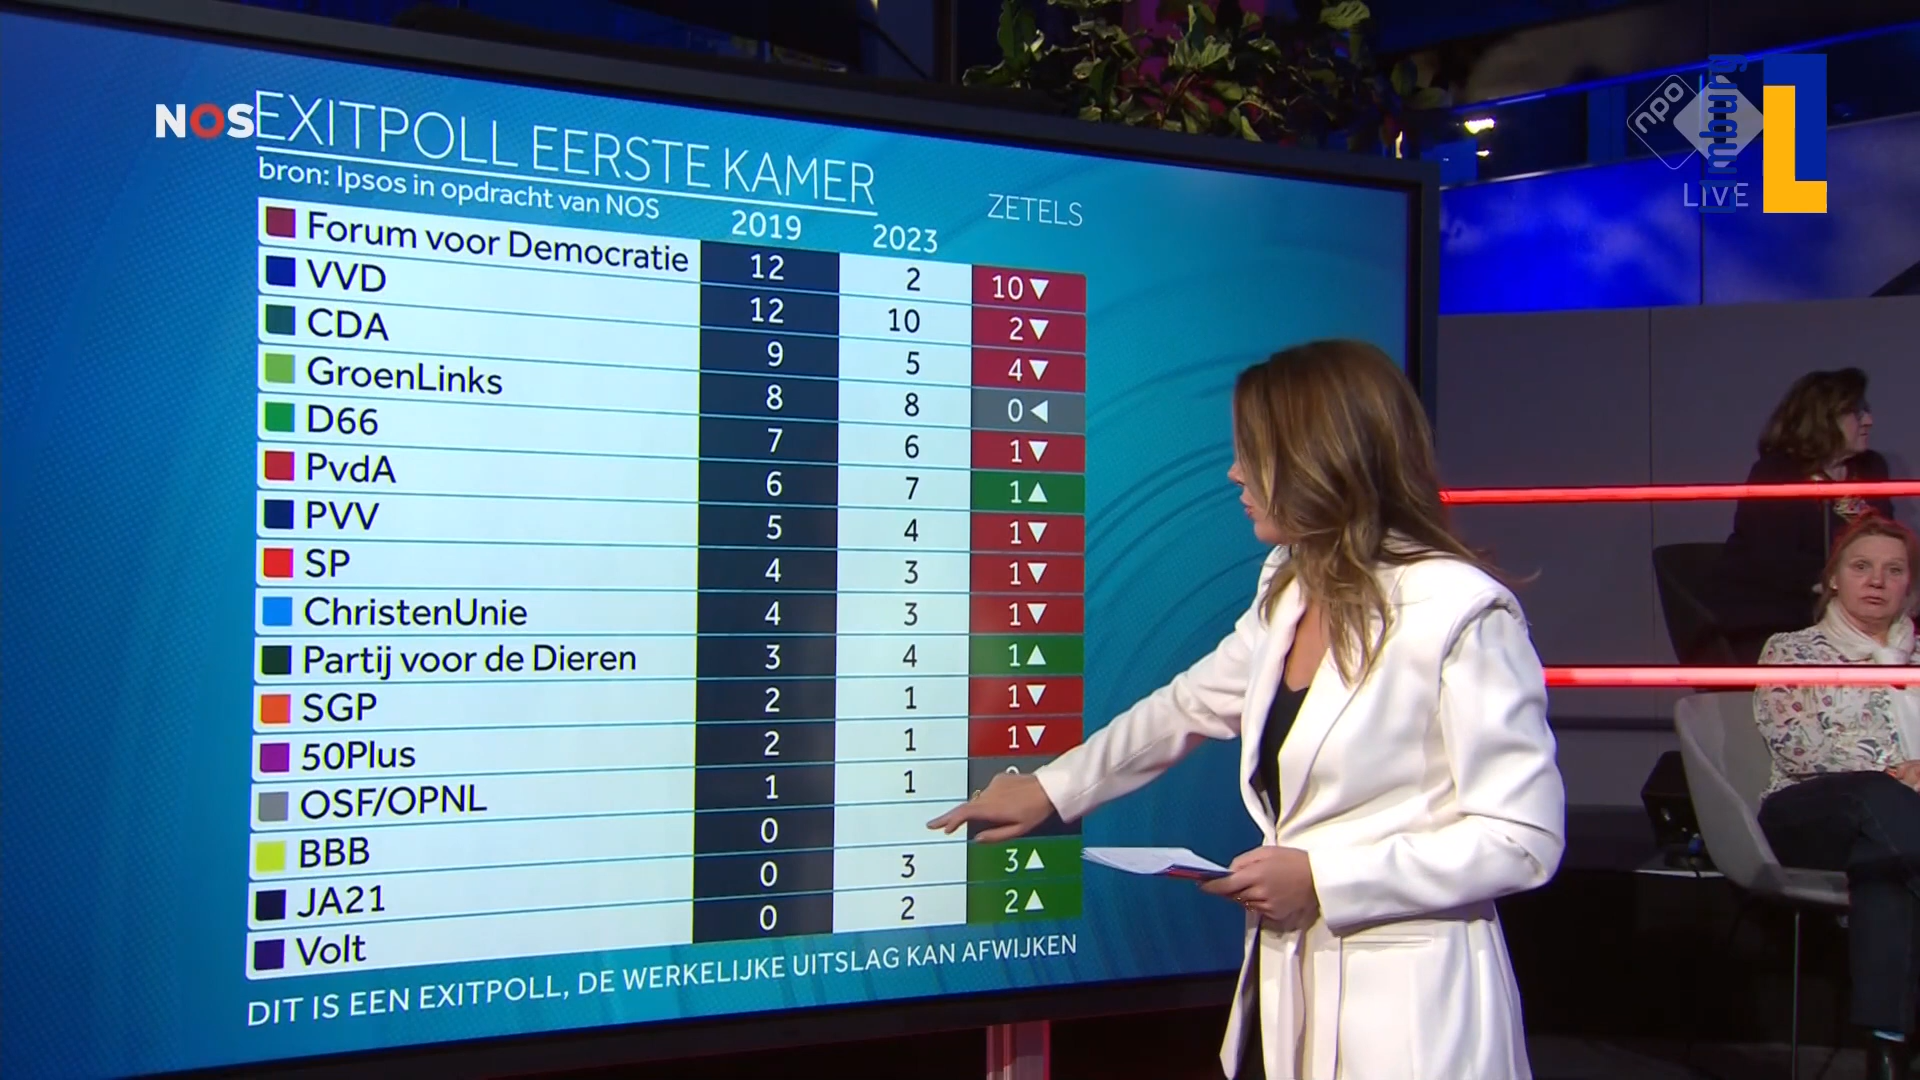 NOS
EXITPOLL EERSTE KAMER
bron: Ipsos in opdracht van NOS
2019 2023 ZETELS
Forum voor Democratie 12 2 10▼
VVD 12 10 2▼
CDA 9 5 4▼
GroenLinks 8 8 0◀
D66 7 6 1▼
PvdA 6 7 1▲
PVV 5 4 1▼
SP 4 3 1▼
ChristenUnie 4 3 1▼
Partij voor de Dieren 3 4 1▲
SGP 2 1 1▼
50Plus 2 1 1▼
OSF/OPNL 1 1
BBB 0
JA21 0 3 3▲
Volt 0 2 2▲
DIT IS EEN EXITPOLL, DE WERKELIJKE UITSLAG KAN AFWIJKEN
npo
LIVE
limburg
L